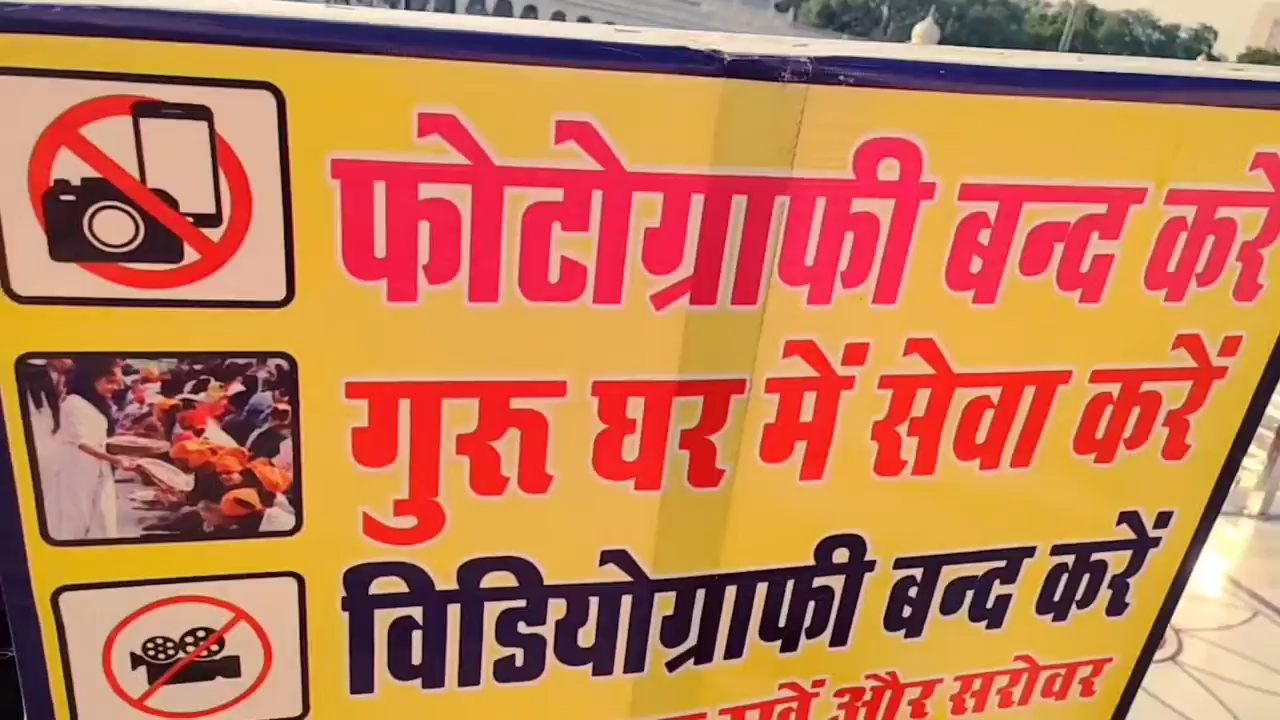 फोटोग्राफी बन्द करें
गुरु घर में सेवा करें
विडियोग्राफी बन्द करें
और सरोवर